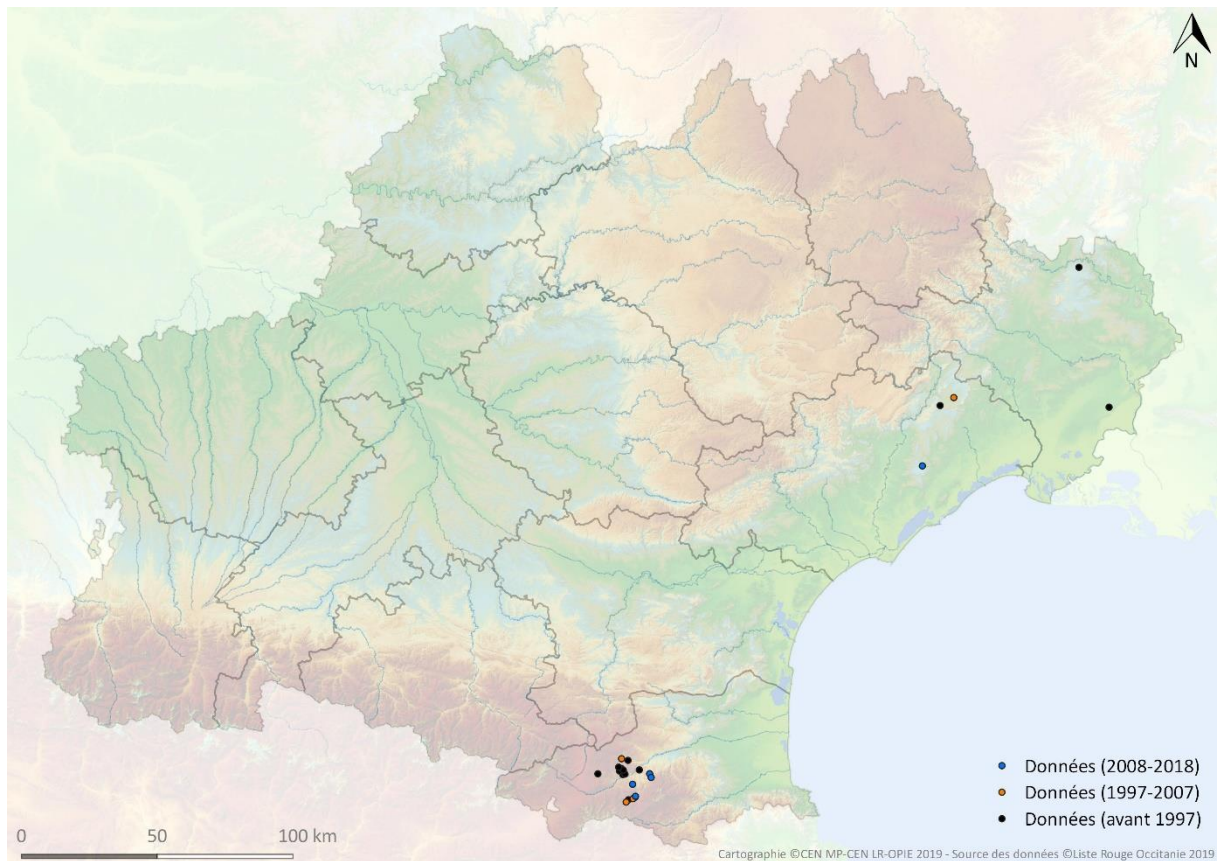 N
Données (2008-2018)
Données (1997-2007)
Données (avant 1997)
0 50 100 km
Cartographie ©CEN MP-CEN LR-OPIE 2019 - Source des données ©Liste Rouge Occitanie 2019